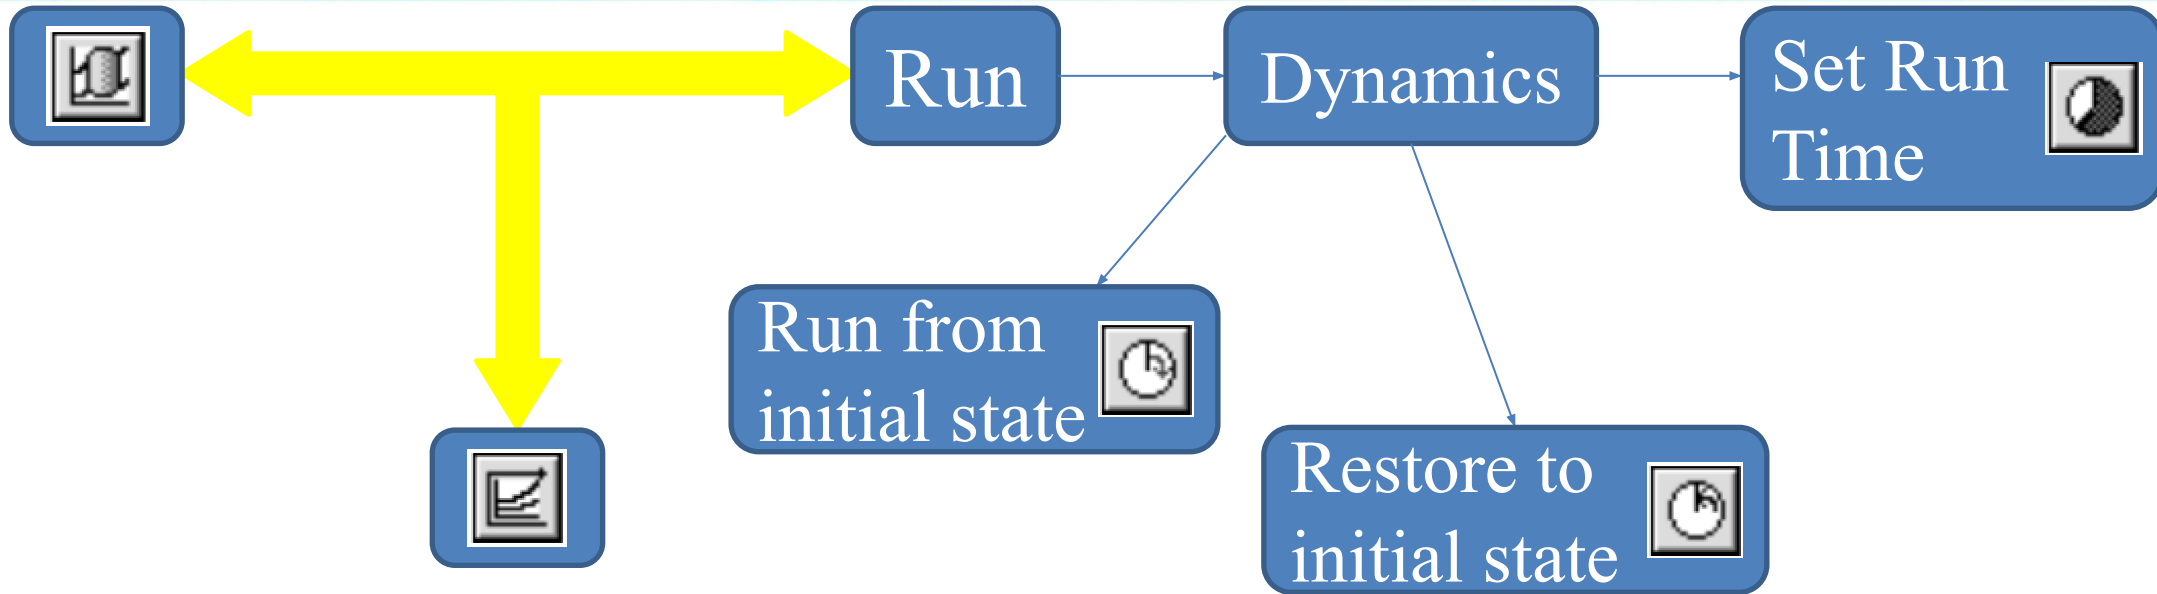 Run
Dynamics
Set Run
Time
Run from
initial state
Restore to
initial state